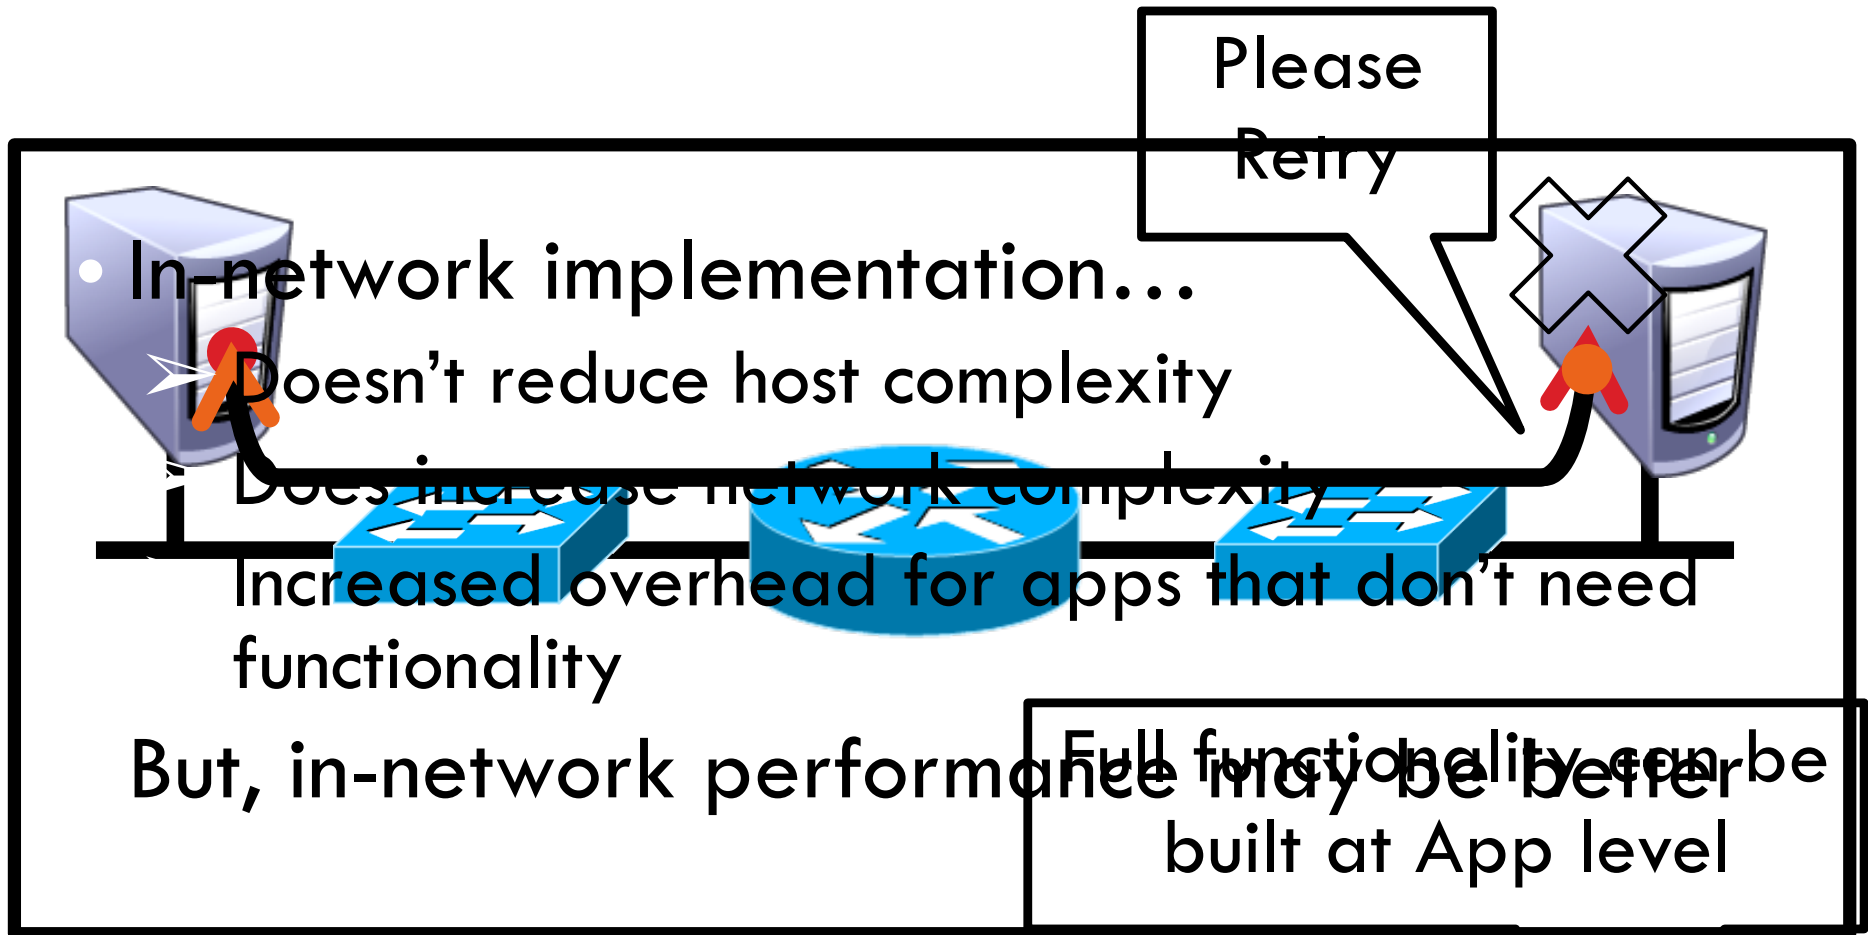 Please
Retry
In-network implementation…
Doesn’t reduce host complexity
Does increase network complexity
Increased overhead for apps that don’t need
functionality
But, in-network performance may be better
Full functionality can be
built at App level